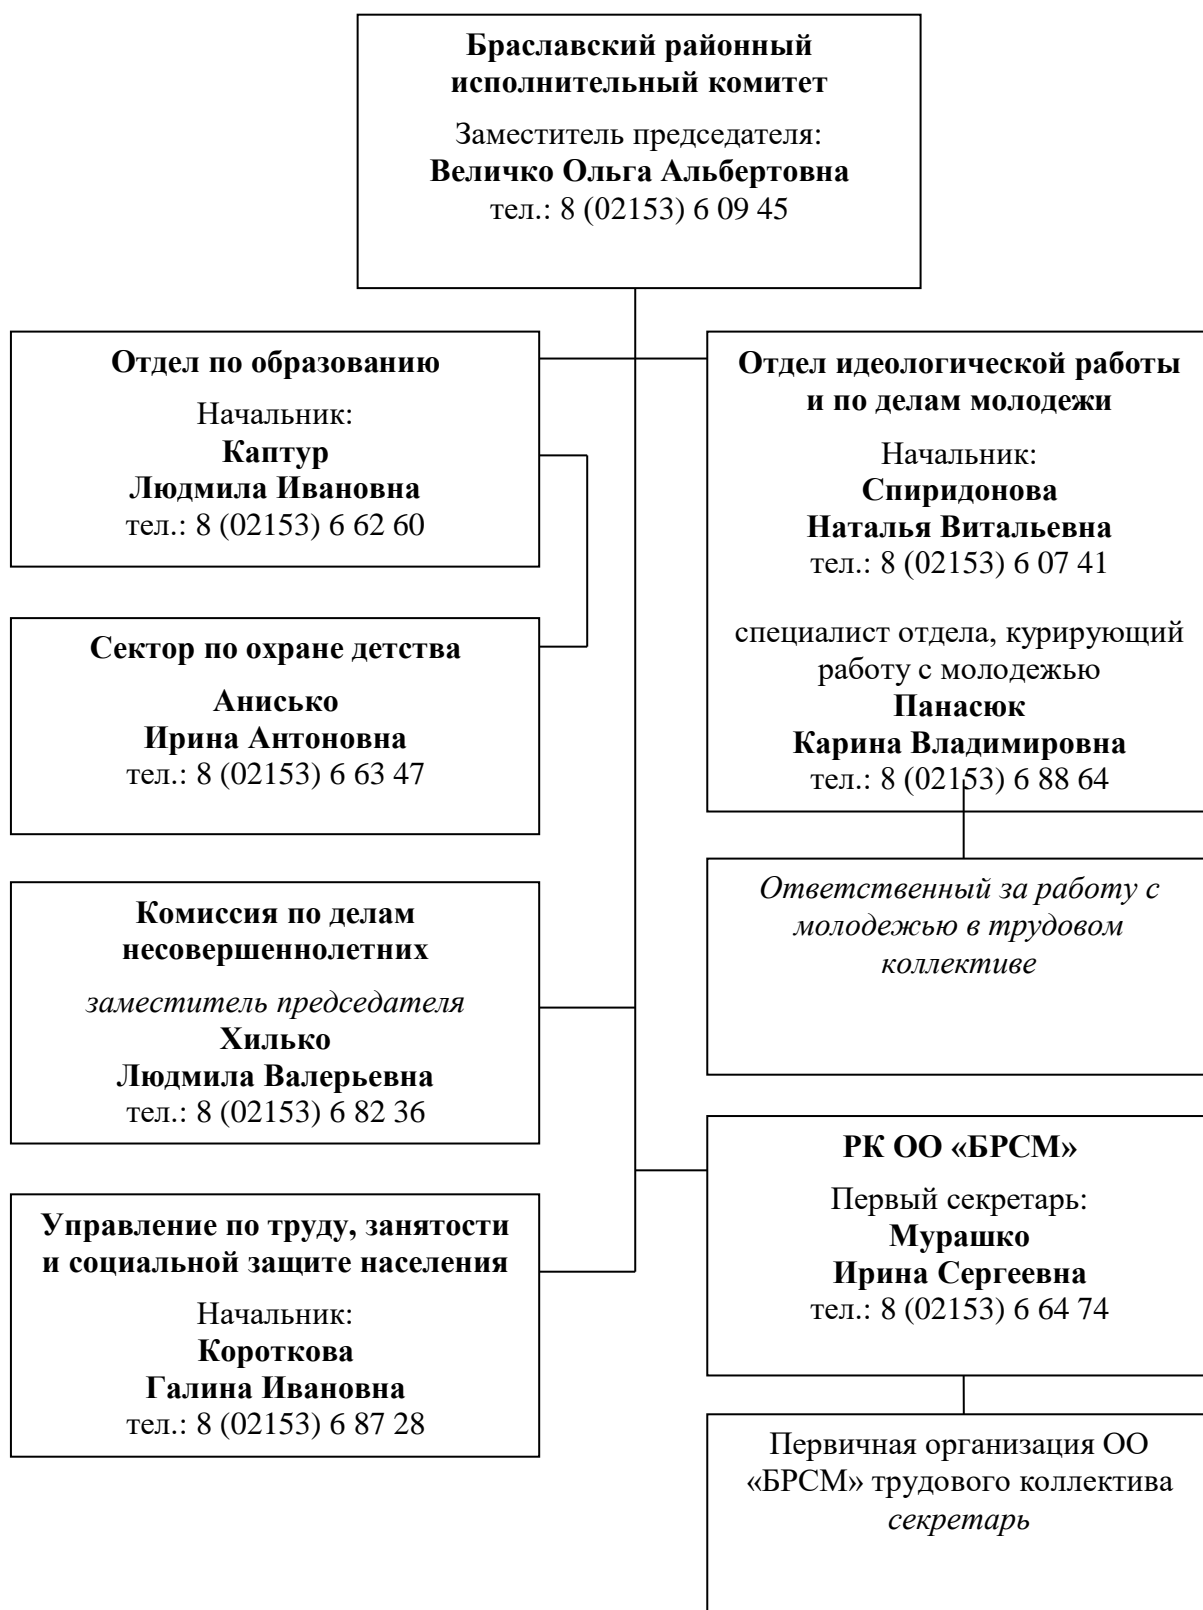 Браславский районный
исполнительный комитет
Заместитель председателя:
Величко Ольга Альбертовна
тел.: 8 (02153) 6 09 45
Отдел по образованию
Начальник:
Каптур
Людмила Ивановна
тел.: 8 (02153) 6 62 60
Сектор по охране детства
Анисько
Ирина Антоновна
тел.: 8 (02153) 6 63 47
Комиссия по делам
несовершеннолетних
заместитель председателя
Хилько
Людмила Валерьевна
тел.: 8 (02153) 6 82 36
Управление по труду, занятости
и социальной защите населения
Начальник:
Короткова
Галина Ивановна
тел.: 8 (02153) 6 87 28
Отдел идеологической работы
и по делам молодежи
Начальник:
Спиридонова
Наталья Витальевна
тел.: 8 (02153) 6 07 41
специалист отдела, курирующий
работу с молодежью
Панасюк
Карина Владимировна
тел.: 8 (02153) 6 88 64
Ответственный за работу с
молодежью в трудовом
коллективе
РК ОО «БРСМ»
Первый секретарь:
Мурашко
Ирина Сергеевна
тел.: 8 (02153) 6 64 74
Первичная организация ОО
«БРСМ» трудового коллектива
секретарь